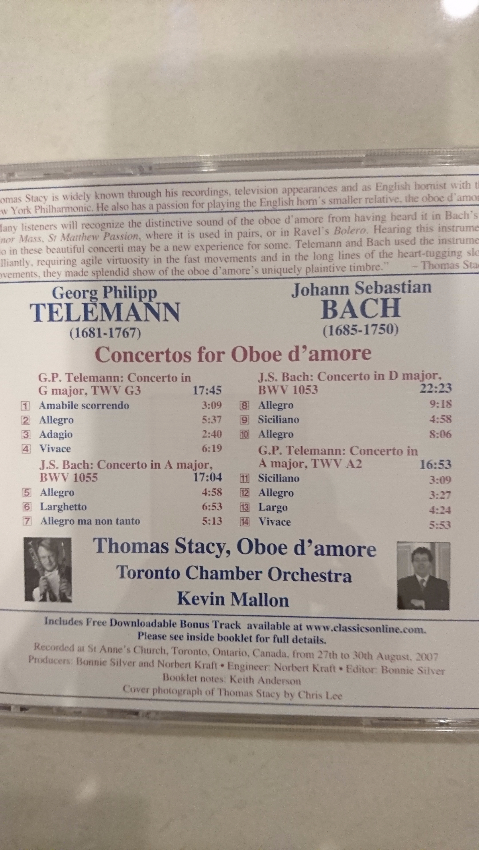 omas Stacy is widely known through his recordings, television appearances and as English hornist with t
w York Philharmonic. He also has a passion for playing the English horn's smaller relative, the oboe d'amo
any listeners will recognize the distinctive sound of the oboe d'amore from having heard it in Bach's
nor Mass, St Matthew Passion, where it is used in pairs, or in Ravel's Bolero. Hearing this instrume
o in these beautiful concerti may be a new experience for some. Telemann and Bach used the instrume
lliantly, requiring agile virtuosity in the fast movements and in the long lines of the heart-tugging slo
vements, they made splendid show of the oboe d'amore's uniquely plaintive timbre." – Thomas Stac
Georg Philipp
TELEMANN
(1681-1767)
Johann Sebastian
BACH
(1685-1750)
Concertos for Oboe d'amore
G.P. Telemann: Concerto in
G major, TWV G3 17:45
1 Amabile scorrendo 3:09
2 Allegro 5:37
3 Adagio 2:40
4 Vivace 6:19
J.S. Bach: Concerto in A major,
BWV 1055 17:04
5 Allegro 4:58
6 Larghetto 6:53
7 Allegro ma non tanto 5:13
J.S. Bach: Concerto in D major,
BWV 1053 22:23
8 Allegro 9:18
9 Siciliano 4:58
10 Allegro 8:06
G.P. Telemann: Concerto in
A major, TWV A2 16:53
11 Siciliano 3:09
12 Allegro 3:27
13 Largo 4:24
14 Vivace 5:53
Thomas Stacy, Oboe d'amore
Toronto Chamber Orchestra
Kevin Mallon
Includes Free Downloadable Bonus Track available at www.classicsonline.com.
Please see inside booklet for full details.
Recorded at St Anne's Church, Toronto, Ontario, Canada, from 27th to 30th August, 2007
Producers: Bonnie Silver and Norbert Kraft • Engineer: Norbert Kraft • Editor: Bonnie Silver
Booklet notes: Keith Anderson
Cover photograph of Thomas Stacy by Chris Lee